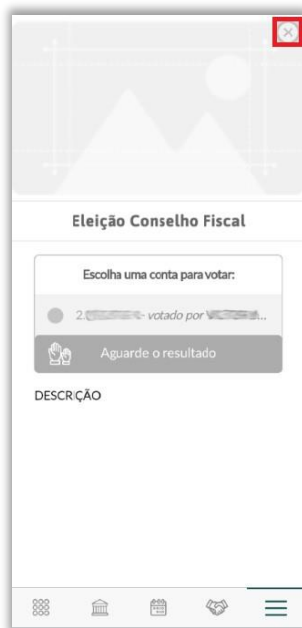 Eleição Conselho Fiscal
Escolha uma conta para votar:
2. - votado por
Aguarde o resultado
DESCRIÇÃO